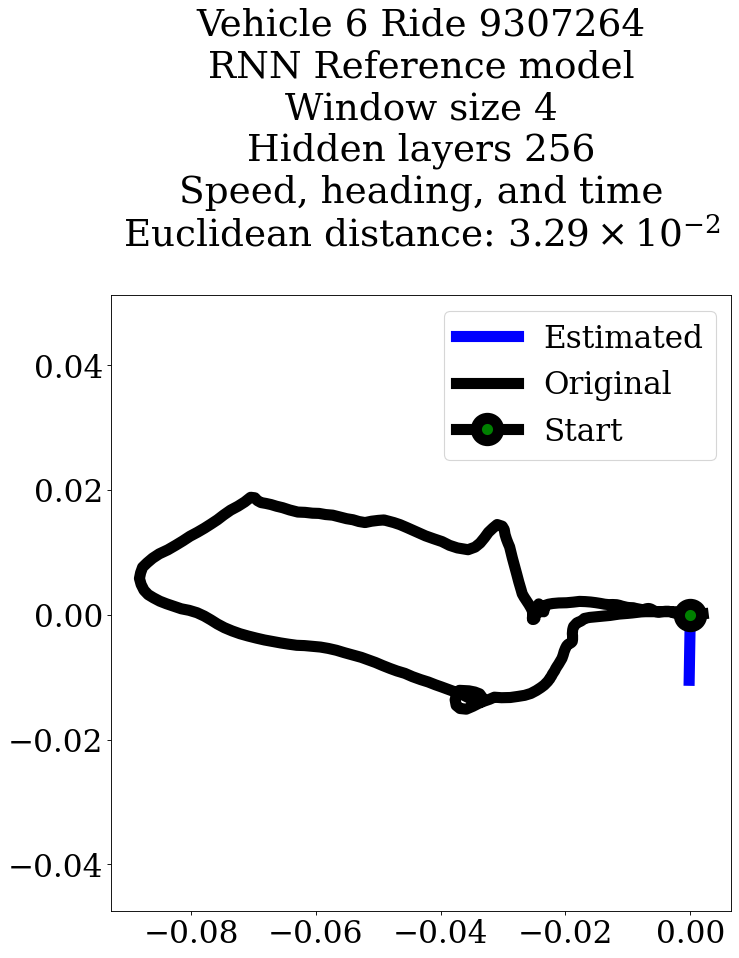 Vehicle 6 Ride 9307264
RNN Reference model
Window size 4
Hidden layers 256
Speed, heading, and time
Euclidean distance: 3.29 × 10⁻²
Estimated
Original
Start
0.04
0.02
0.00
−0.02
−0.04
−0.08 −0.06 −0.04 −0.02 0.00